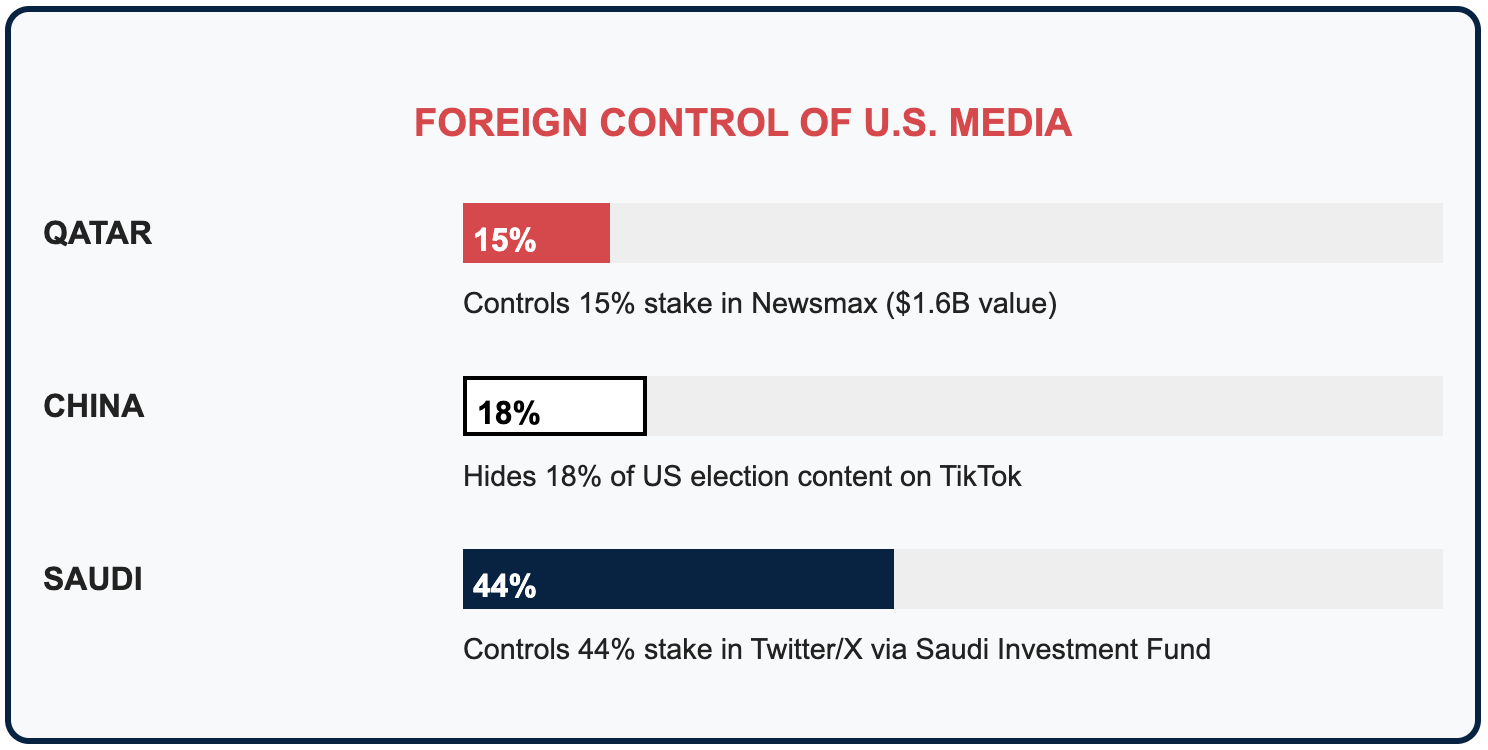 FOREIGN CONTROL OF U.S. MEDIA
QATAR
15%
Controls 15% stake in Newsmax ($1.6B value)
CHINA
18%
Hides 18% of US election content on TikTok
SAUDI
44%
Controls 44% stake in Twitter/X via Saudi Investment Fund